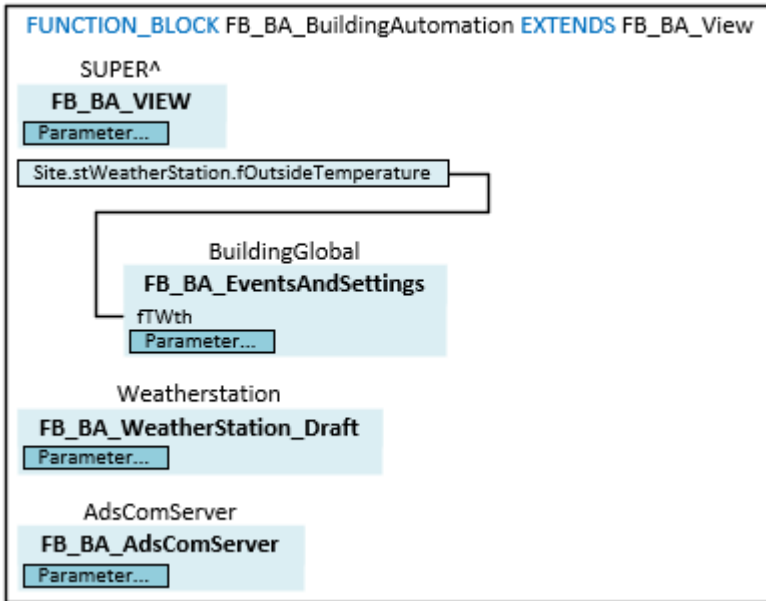 FUNCTION_BLOCK FB_BA_BuildingAutomation EXTENDS FB_BA_View
SUPER^
FB_BA_VIEW
Parameter...
Site.stWeatherStation.fOutsideTemperature
BuildingGlobal
FB_BA_EventsAndSettings
fTWth
Parameter...
Weatherstation
FB_BA_WeatherStation_Draft
Parameter...
AdsComServer
FB_BA_AdsComServer
Parameter...